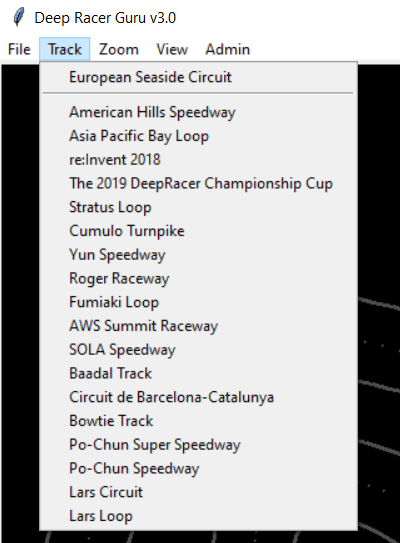 Deep Racer Guru v3.0
File Track Zoom View Admin
European Seaside Circuit
American Hills Speedway
Asia Pacific Bay Loop
re:Invent 2018
The 2019 DeepRacer Championship Cup
Stratus Loop
Cumulo Turnpike
Yun Speedway
Roger Raceway
Fumiaki Loop
AWS Summit Raceway
SOLA Speedway
Baadal Track
Circuit de Barcelona-Catalunya
Bowtie Track
Po-Chun Super Speedway
Po-Chun Speedway
Lars Circuit
Lars Loop